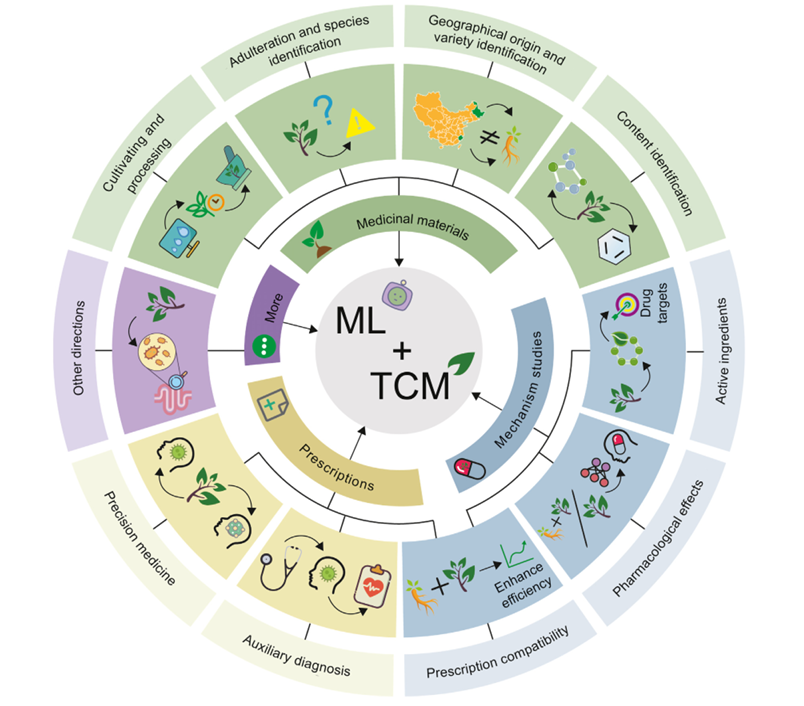 Adulteration and species
identification
Geographical origin and
variety identification
Cultivating and
processing
Content identification
Medicinal materials
Other directions
More
ML
+
TCM
Mechanism studies
Drug
targets
Active ingredients
Prescriptions
Precision medicine
Pharmacological effects
Enhance
efficiency
Auxiliary diagnosis
Prescription compatibility